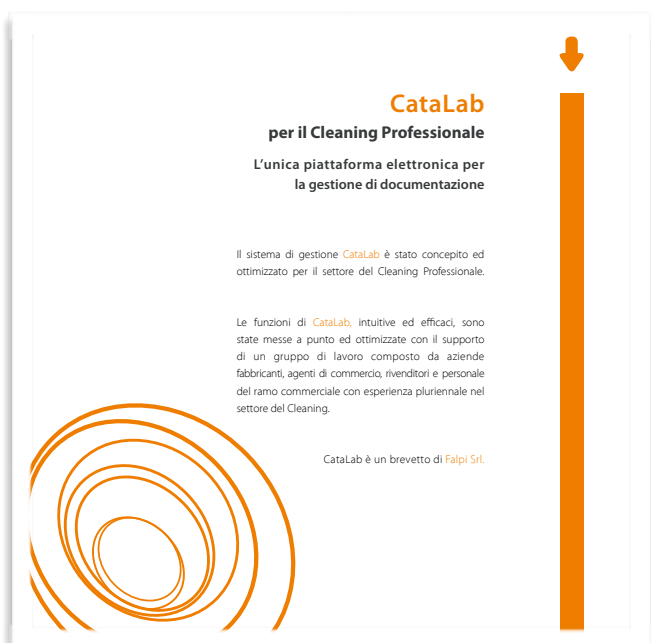 CataLab
per il Cleaning Professionale
L'unica piattaforma elettronica per
la gestione di documentazione
Il sistema di gestione CataLab è stato concepito ed
ottimizzato per il settore del Cleaning Professionale.
Le funzioni di CataLab, intuitive ed efficaci, sono
state messe a punto ed ottimizzate con il supporto
di un gruppo di lavoro composto da aziende
fabbricanti, agenti di commercio, rivenditori e personale
del ramo commerciale con esperienza pluriennale nel
settore del Cleaning.
CataLab è un brevetto di Falpi Srl.